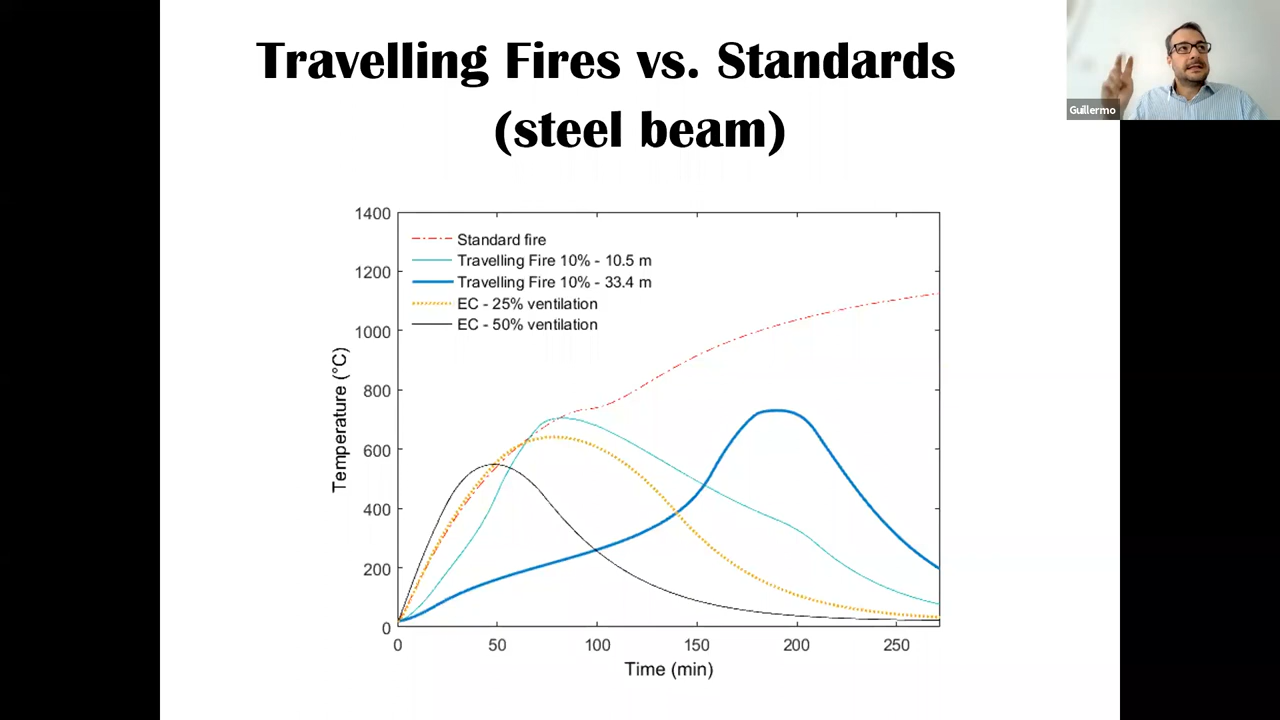 Travelling Fires vs. Standards
(steel beam)
Guillermo
1400
1200
1000
800
600
400
200
0
Temperature (°C)
Standard fire
Travelling Fire 10% - 10.5 m
Travelling Fire 10% - 33.4 m
EC - 25% ventilation
EC - 50% ventilation
0 50 100 150 200 250
Time (min)